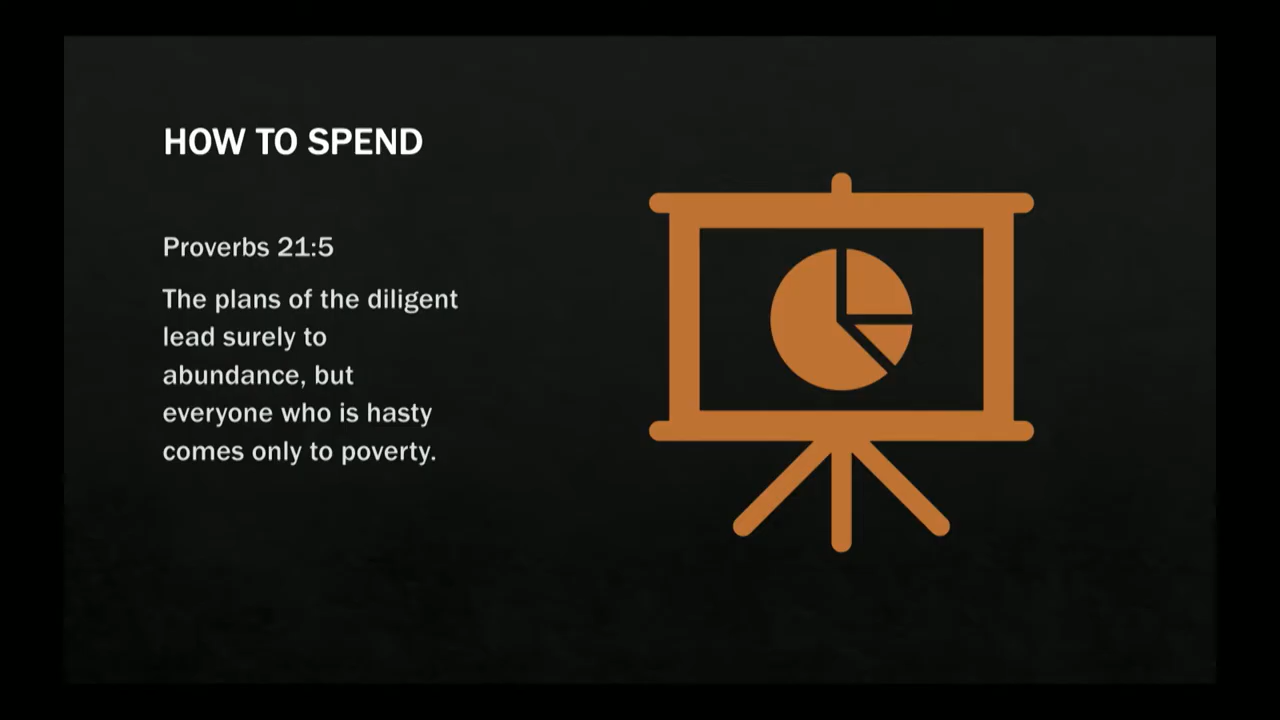 HOW TO SPEND
Proverbs 21:5
The plans of the diligent
lead surely to
abundance, but
everyone who is hasty
comes only to poverty.